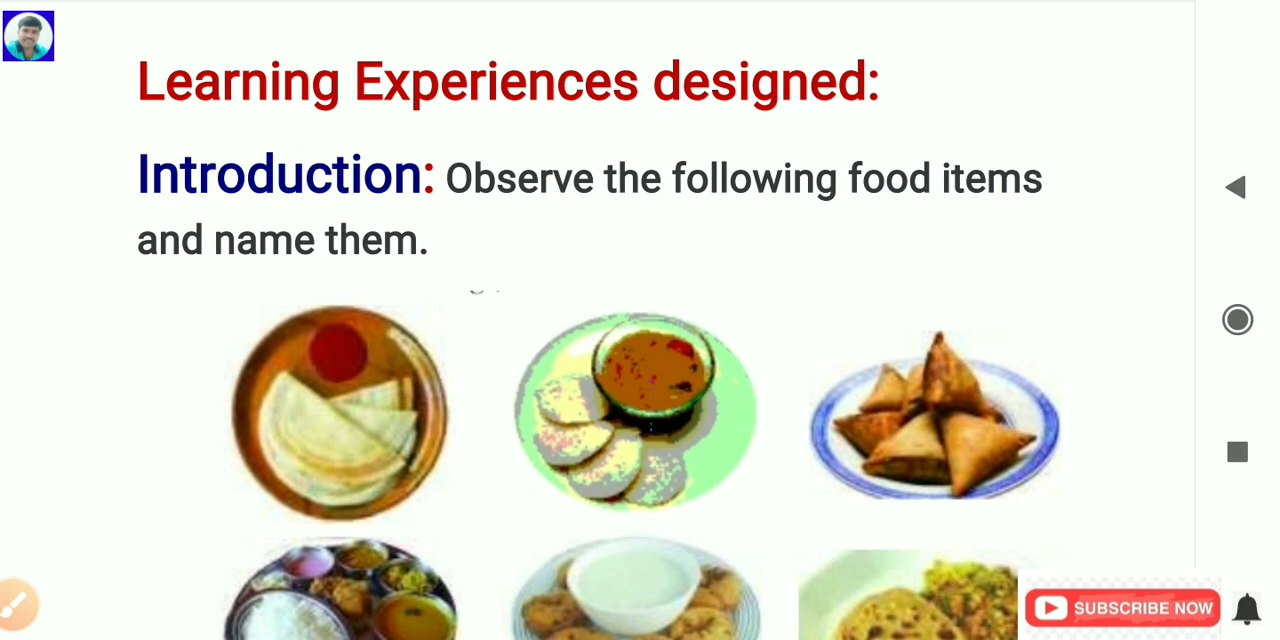 Learning Experiences designed:
Introduction: Observe the following food items
and name them.
SUBSCRIBE NOW